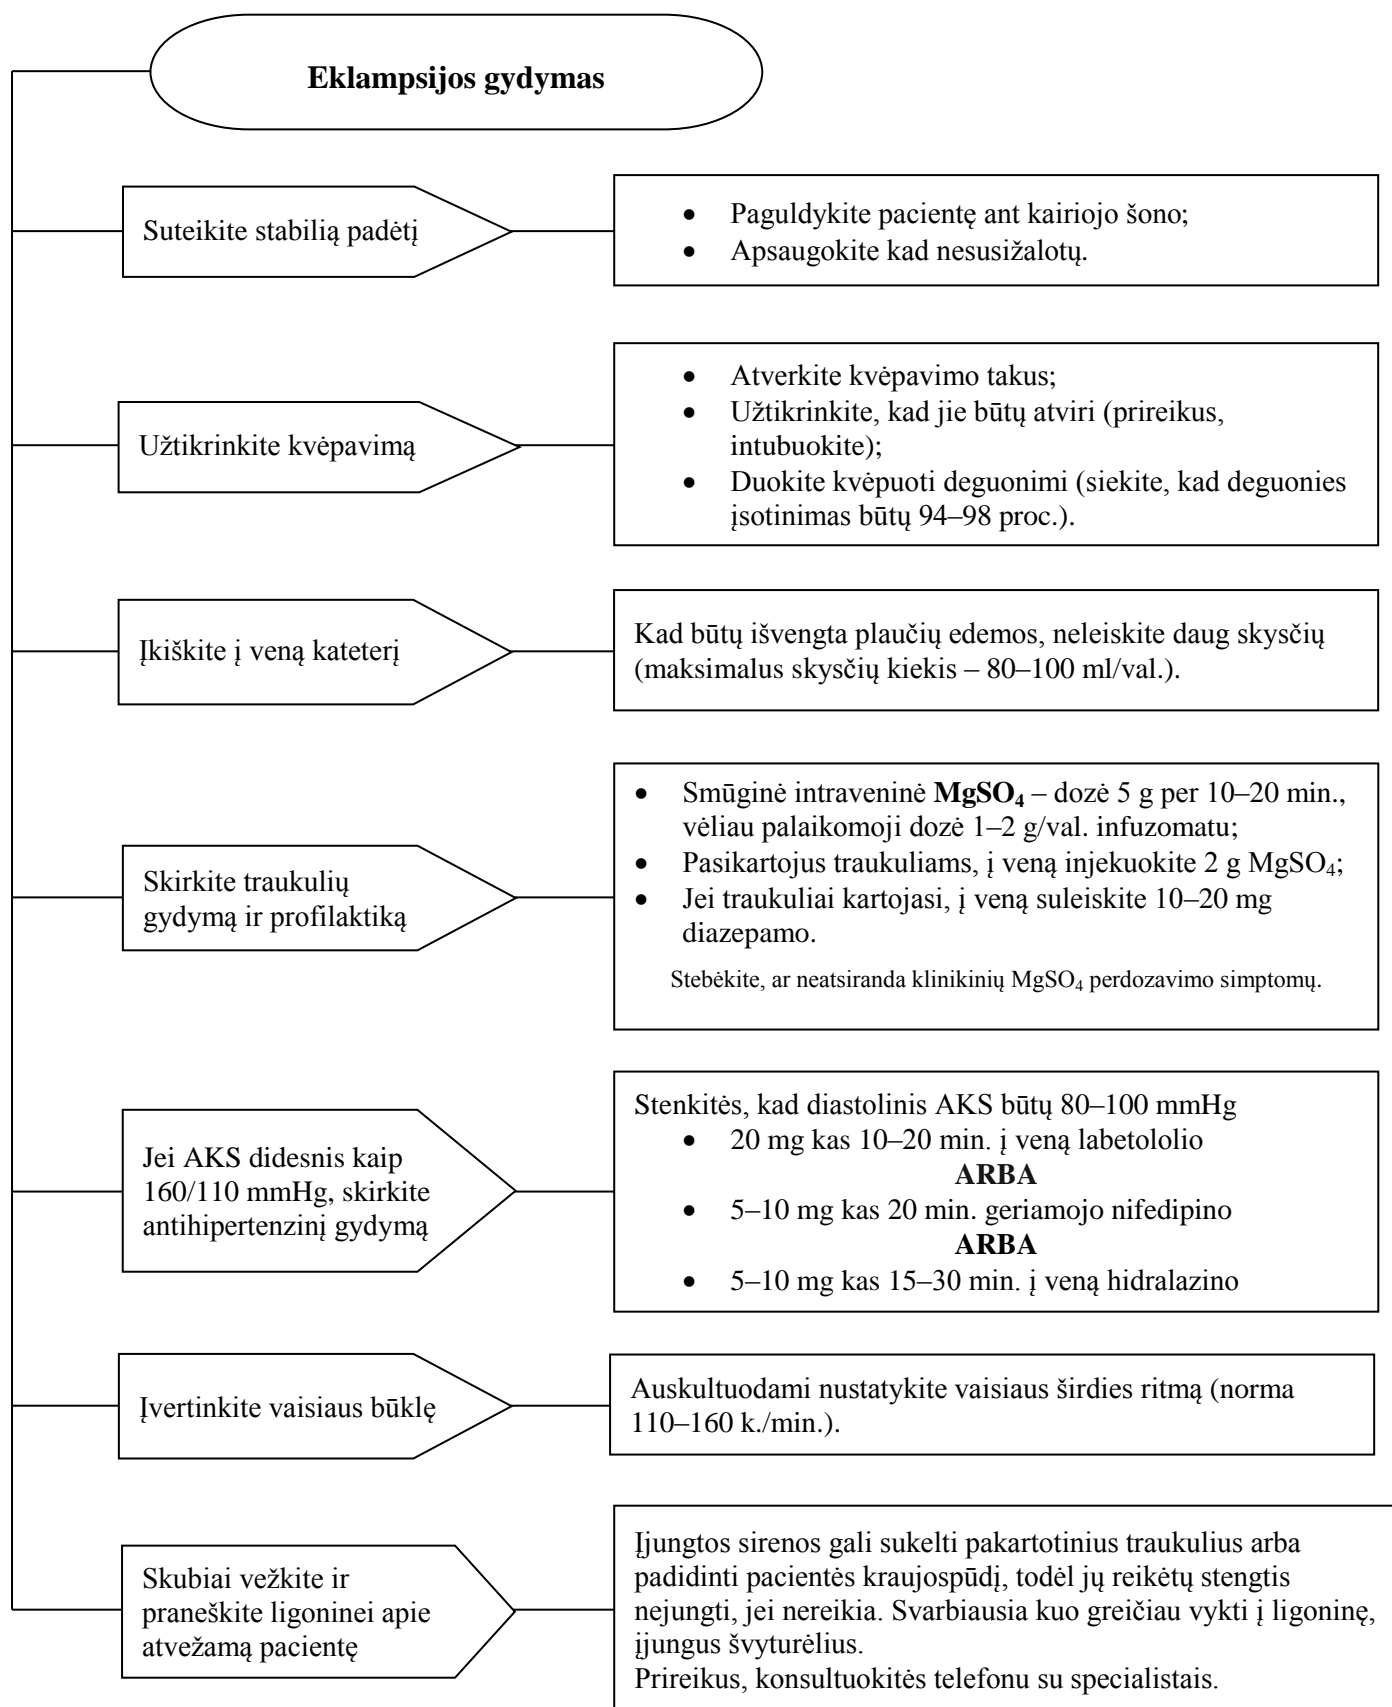 Eklampsijos gydymas
Suteikite stabilią padėtį
• Paguldykite pacientę ant kairiojo šono;
• Apsaugokite kad nesusižalotų.
Užtikrinkite kvėpavimą
• Atverkite kvėpavimo takus;
• Užtikrinkite, kad jie būtų atviri (prireikus,
intubuokite);
• Duokite kvėpuoti deguonimi (siekite, kad deguonies
įsotinimas būtų 94–98 proc.).
Įkiškite į veną kateterį
Kad būtų išvengta plaučių edemos, neleiskite daug skysčių
(maksimalus skysčių kiekis – 80–100 ml/val.).
Skirkite traukulių
gydymą ir profilaktiką
• Smūginė intraveninė MgSO₄ – dozė 5 g per 10–20 min.,
vėliau palaikomoji dozė 1–2 g/val. infuzomatu;
• Pasikartojus traukuliams, į veną injekuokite 2 g MgSO₄;
• Jei traukuliai kartojasi, į veną suleiskite 10–20 mg
diazepamo.
Stebėkite, ar neatsiranda klinikinių MgSO₄ perdozavimo simptomų.
Jei AKS didesnis kaip
160/110 mmHg, skirkite
antihipertenzinį gydymą
Stenkitės, kad diastolinis AKS būtų 80–100 mmHg
• 20 mg kas 10–20 min. į veną labetololio
ARBA
• 5–10 mg kas 20 min. geriamojo nifedipino
ARBA
• 5–10 mg kas 15–30 min. į veną hidralazino
Įvertinkite vaisiaus būklę
Auskultuodami nustatykite vaisiaus širdies ritmą (norma
110–160 k./min.).
Skubiai vežkite ir
praneškite ligoninei apie
atvežamą pacientę
Įjungtos sirenos gali sukelti pakartotinius traukulius arba
padidinti pacientės kraujospūdį, todėl jų reikėtų stengtis
nejungti, jei nereikia. Svarbiausia kuo greičiau vykti į ligoninę,
įjungus švyturėlius.
Prireikus, konsultuokitės telefonu su specialistais.